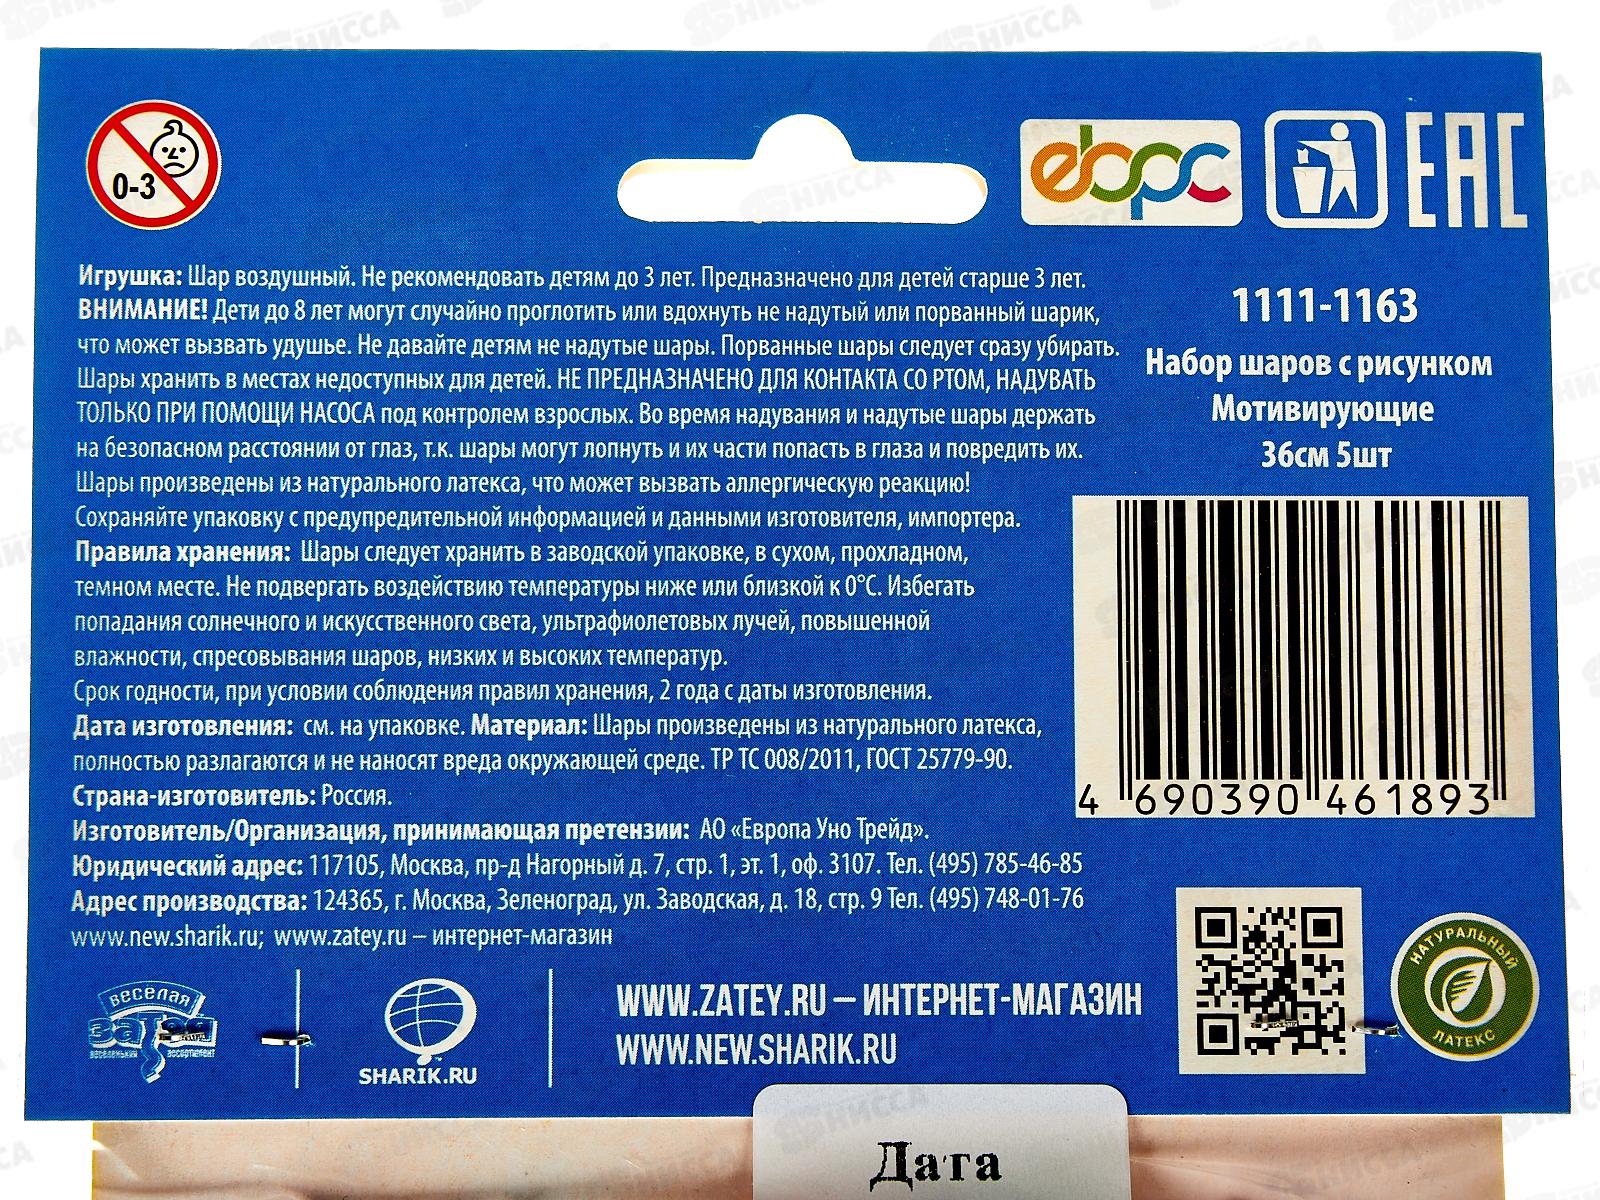 0-3
евро
EAC
Игрушка: Шар воздушный. Не рекомендовать детям до 3 лет. Предназначено для детей старше 3 лет.
ВНИМАНИЕ! Дети до 8 лет могут случайно проглотить или вдохнуть не надутый или порванный шарик,
что может вызвать удушье. Не давайте детям не надутые шары. Порванные шары следует сразу убирать.
Шары хранить в местах недоступных для детей. НЕ ПРЕДНАЗНАЧЕНО ДЛЯ КОНТАКТА СО РТОМ, НАДУВАТЬ
ТОЛЬКО ПРИ ПОМОЩИ НАСОСА под контролем взрослых. Во время надувания и надутые шары держать
на безопасном расстоянии от глаз, т.к. шары могут лопнуть и их части попасть в глаза и повредить их.
Шары произведены из натурального латекса, что может вызвать аллергическую реакцию!
Сохраняйте упаковку с предупредительной информацией и данными изготовителя, импортера.
Правила хранения: Шары следует хранить в заводской упаковке, в сухом, прохладном,
темном месте. Не подвергать воздействию температуры ниже или близкой к 0°С. Избегать
попадания солнечного и искусственного света, ультрафиолетовых лучей, повышенной
влажности, спресовывания шаров, низких и высоких температур.
Срок годности, при условии соблюдения правил хранения, 2 года с даты изготовления.
Дата изготовления: см. на упаковке. Материал: Шары произведены из натурального латекса,
полностью разлагаются и не наносят вреда окружающей среде. ТР ТС 008/2011, ГОСТ 25779-90.
Страна-изготовитель: Россия.
Изготовитель/Организация, принимающая претензии: АО «Европа Уно Трейд».
Юридический адрес: 117105, Москва, пр-д Нагорный д. 7, стр. 1, эт. 1, оф. 3107. Тел. (495) 785-46-85
Адрес производства: 124365, г. Москва, Зеленоград, ул. Заводская, д. 18, стр. 9 Тел. (495) 748-01-76
www.new.sharik.ru; www.zatey.ru – интернет-магазин
1111-1163
Набор шаров с рисунком
Мотивирующие
36см 5шт
4 690390 461893
веселая
затея
веселенький ассортимент
SHARIK.RU
WWW.ZATEY.RU – ИНТЕРНЕТ-МАГАЗИН
WWW.NEW.SHARIK.RU
НАТУРАЛЬНЫЙ
ЛАТЕКС
Дата